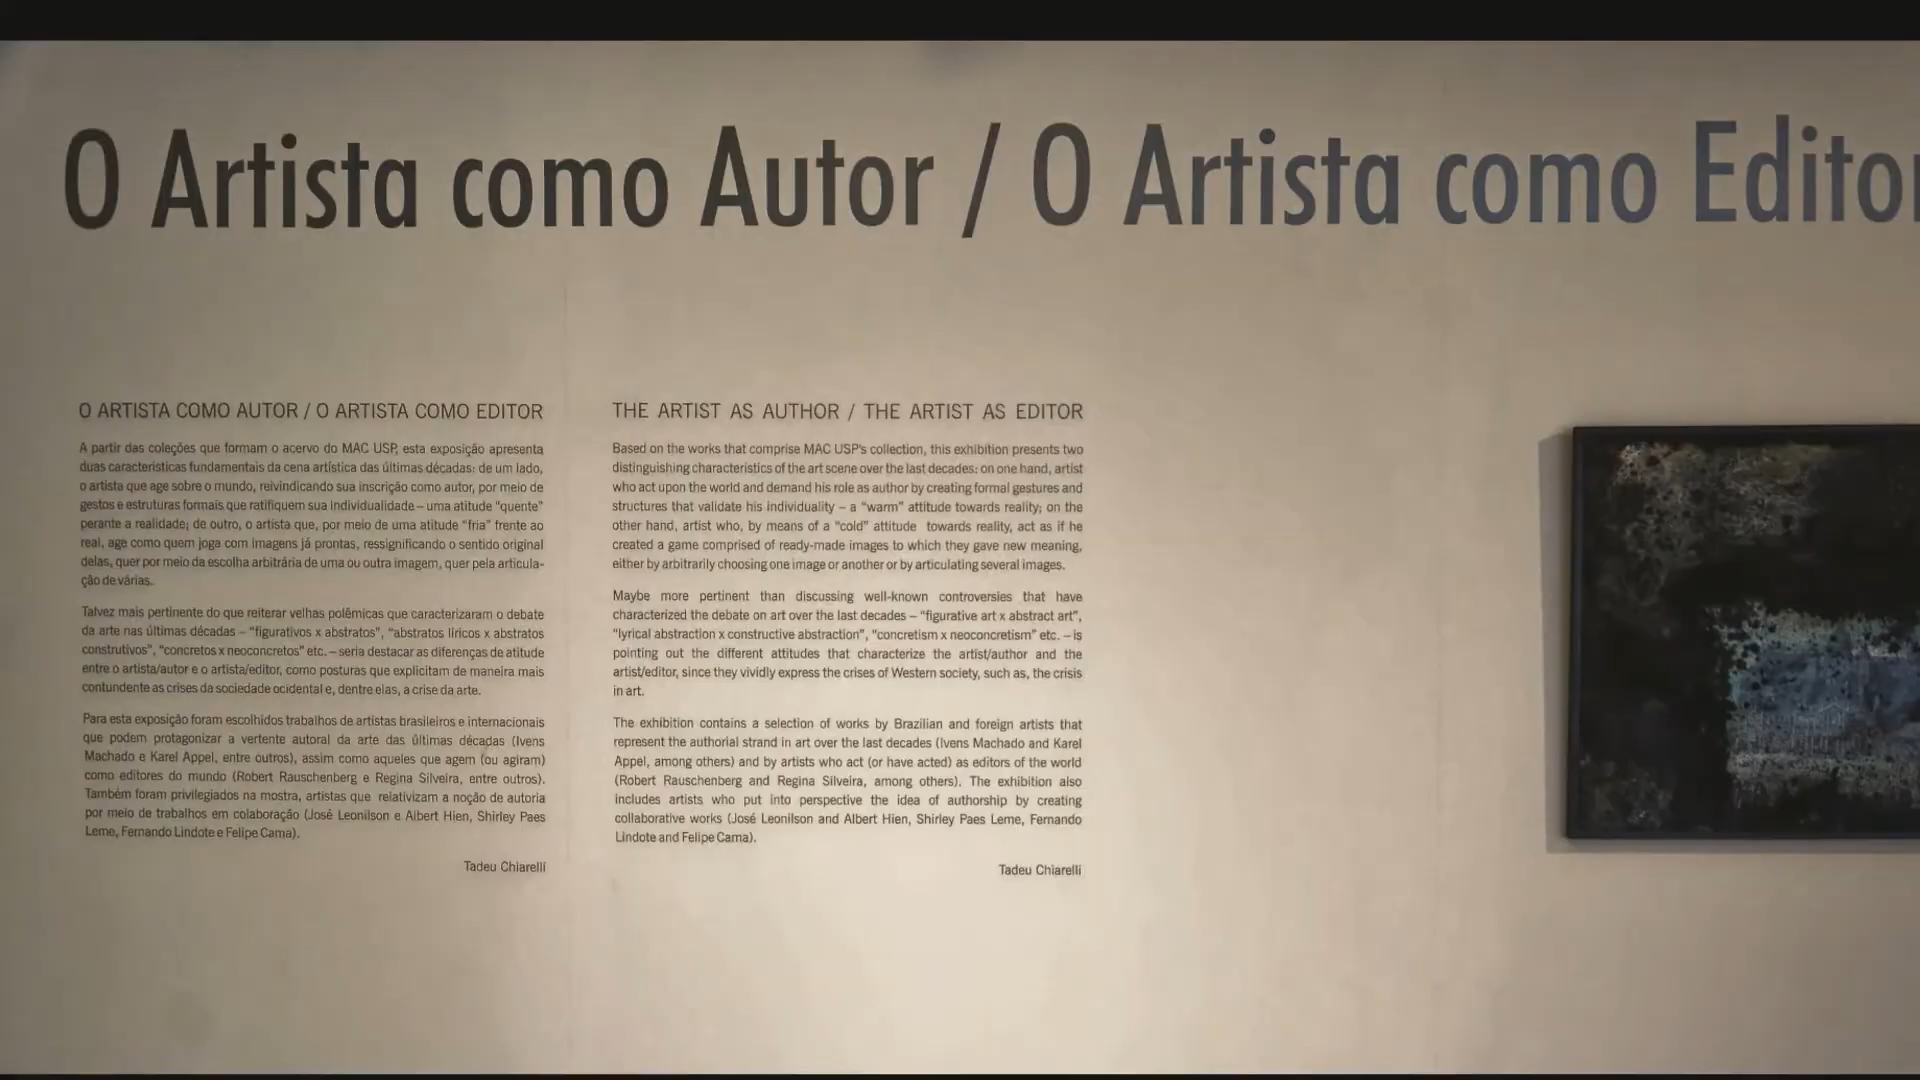 O Artista como Autor / O Artista como Editor
O ARTISTA COMO AUTOR / O ARTISTA COMO EDITOR
A partir das coleções que formam o acervo do MAC USP, esta exposição apresenta
duas características fundamentais da cena artística das últimas décadas: de um lado,
o artista que age sobre o mundo, reivindicando sua inscrição como autor, por meio de
gestos e estruturas formais que ratifiquem sua individualidade – uma atitude “quente”
perante a realidade; de outro, o artista que, por meio de uma atitude “fria” frente ao
real, age como quem joga com imagens já prontas, ressignificando o sentido original
delas, quer por meio da escolha arbitrária de uma ou outra imagem, quer pela articula-
ção de várias.
Talvez mais pertinente do que reiterar velhas polêmicas que caracterizaram o debate
da arte nas últimas décadas – “figurativos x abstratos”, “abstratos líricos x abstratos
construtivos”, “concretos x neoconcretos” etc. – seria destacar as diferenças de atitude
entre o artista/autor e o artista/editor, como posturas que explicitam de maneira mais
contundente as crises da sociedade ocidental e, dentre elas, a crise da arte.
Para esta exposição foram escolhidos trabalhos de artistas brasileiros e internacionais
que podem protagonizar a vertente autoral da arte das últimas décadas (Ivens
Machado e Karel Appel, entre outros), assim como aqueles que agem (ou agiram)
como editores do mundo (Robert Rauschenberg e Regina Silveira, entre outros).
Também foram privilegiados na mostra, artistas que relativizam a noção de autoria
por meio de trabalhos em colaboração (José Leonilson e Albert Hien, Shirley Paes
Leme, Fernando Lindote e Felipe Cama).
Tadeu Chiarelli
THE ARTIST AS AUTHOR / THE ARTIST AS EDITOR
Based on the works that comprise MAC USP's collection, this exhibition presents two
distinguishing characteristics of the art scene over the last decades: on one hand, artist
who act upon the world and demand his role as author by creating formal gestures and
structures that validate his individuality – a “warm” attitude towards reality; on the
other hand, artist who, by means of a “cold” attitude towards reality, act as if he
created a game comprised of ready-made images to which they gave new meaning,
either by arbitrarily choosing one image or another or by articulating several images.
Maybe more pertinent than discussing well-known controversies that have
characterized the debate on art over the last decades – “figurative art x abstract art”,
“lyrical abstraction x constructive abstraction”, “concretism x neoconcretism” etc. – is
pointing out the different attitudes that characterize the artist/author and the
artist/editor, since they vividly express the crises of Western society, such as, the crisis
in art.
The exhibition contains a selection of works by Brazilian and foreign artists that
represent the authorial strand in art over the last decades (Ivens Machado and Karel
Appel, among others) and by artists who act (or have acted) as editors of the world
(Robert Rauschenberg and Regina Silveira, among others). The exhibition also
includes artists who put into perspective the idea of authorship by creating
collaborative works (José Leonilson and Albert Hien, Shirley Paes Leme, Fernando
Lindote and Felipe Cama).
Tadeu Chiarelli